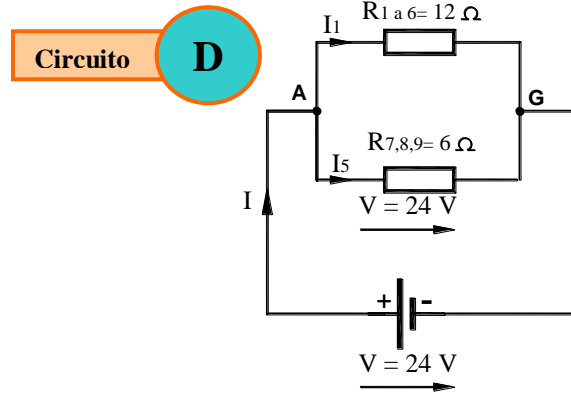 Circuito D
R1 a 6= 12 Ω
I1
A
G
R7,8,9= 6 Ω
I5
V = 24 V
I
+ -
V = 24 V